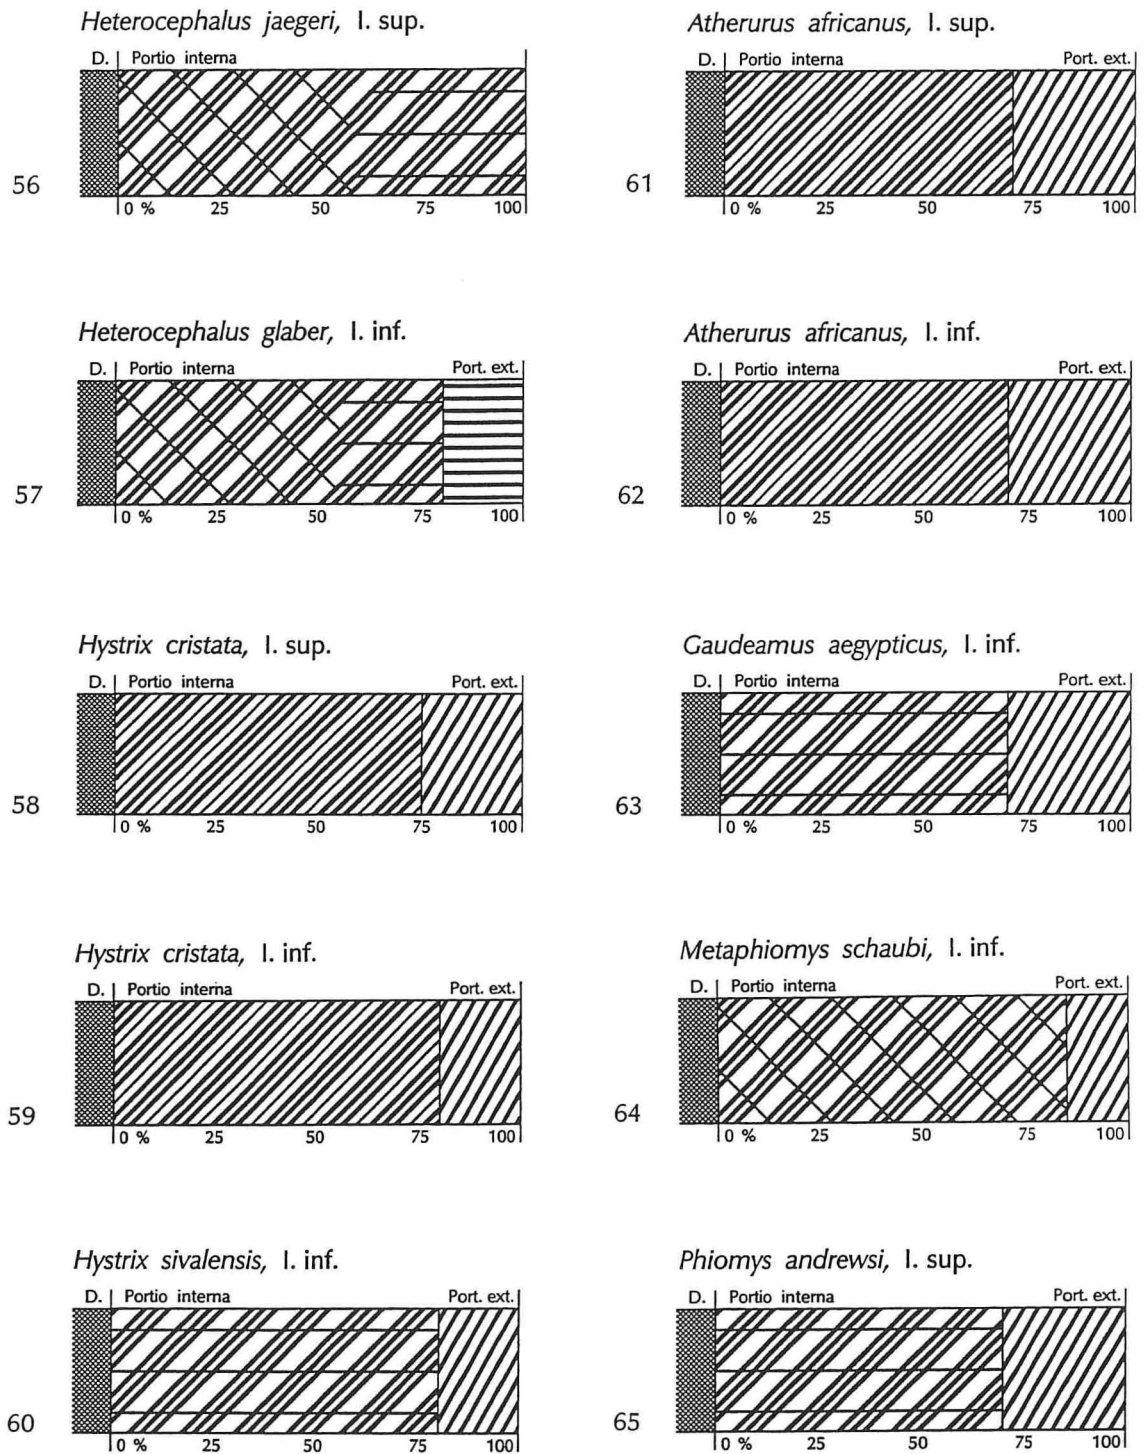 Heterocephalus jaegeri, I. sup.
D. Portio interna
56
0 % 25 50 75 100
Heterocephalus glaber, I. inf.
D. Portio interna Port. ext.
57
0 % 25 50 75 100
Hystrix cristata, I. sup.
D. Portio interna Port. ext.
58
0 % 25 50 75 100
Hystrix cristata, I. inf.
D. Portio interna Port. ext.
59
0 % 25 50 75 100
Hystrix sivalensis, I. inf.
D. Portio interna Port. ext.
60
0 % 25 50 75 100
Atherurus africanus, I. sup.
D. Portio interna Port. ext.
61
0 % 25 50 75 100
Atherurus africanus, I. inf.
D. Portio interna Port. ext.
62
0 % 25 50 75 100
Gaudeamus aegypticus, I. inf.
D. Portio interna Port. ext.
63
0 % 25 50 75 100
Metaphiomys schaubi, I. inf.
D. Portio interna Port. ext.
64
0 % 25 50 75 100
Phiomys andrewsi, I. sup.
D. Portio interna Port. ext.
65
0 % 25 50 75 100